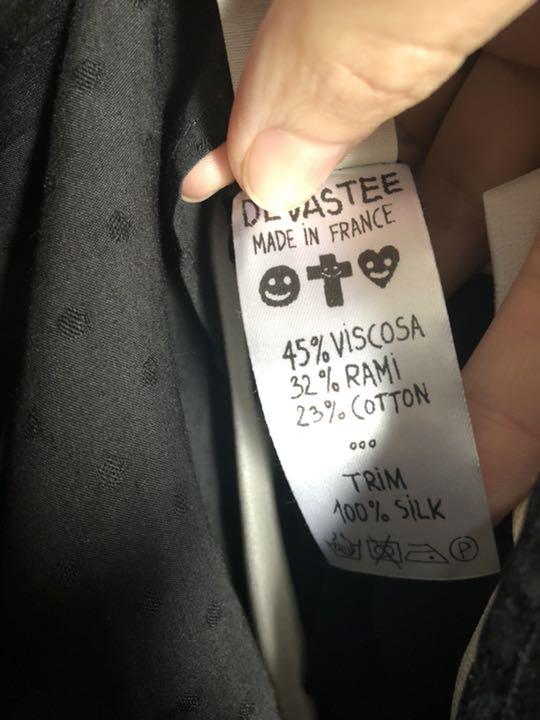 DEVASTEE
MADE IN FRANCE
45% VISCOSA
32% RAMI
23% COTTON
...
TRIM
100% SILK
P